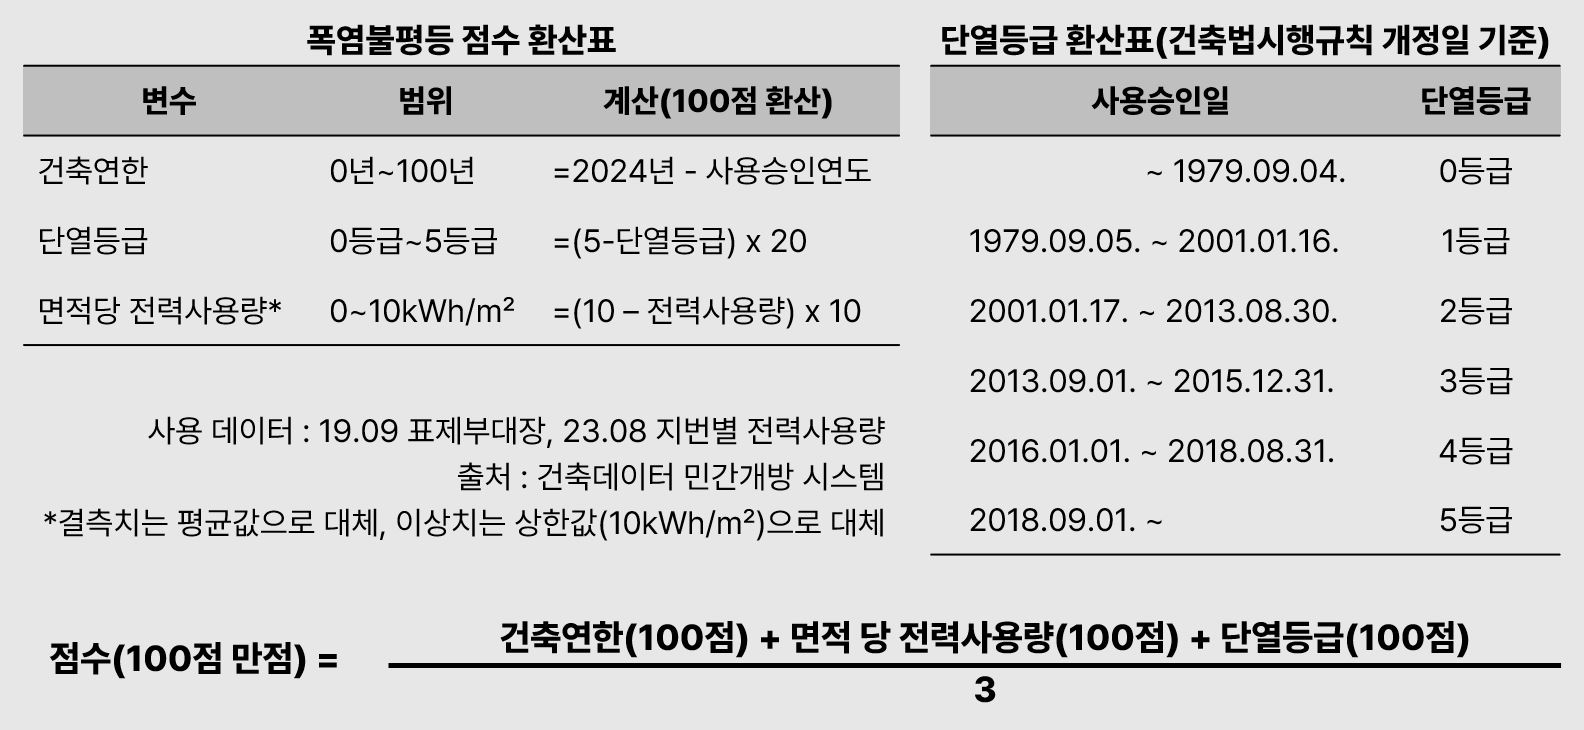 폭염불평등 점수 환산표
변수 범위 계산(100점 환산)
건축연한 0년~100년 =2024년 - 사용승인연도
단열등급 0등급~5등급 =(5-단열등급) x 20
면적당 전력사용량* 0~10kWh/m² =(10 – 전력사용량) x 10
사용 데이터 : 19.09 표제부대장, 23.08 지번별 전력사용량
출처 : 건축데이터 민간개방 시스템
*결측치는 평균값으로 대체, 이상치는 상한값(10kWh/m²)으로 대체
단열등급 환산표(건축법시행규칙 개정일 기준)
사용승인일 단열등급
~ 1979.09.04. 0등급
1979.09.05. ~ 2001.01.16. 1등급
2001.01.17. ~ 2013.08.30. 2등급
2013.09.01. ~ 2015.12.31. 3등급
2016.01.01. ~ 2018.08.31. 4등급
2018.09.01. ~ 5등급
점수(100점 만점) =
건축연한(100점) + 면적 당 전력사용량(100점) + 단열등급(100점)
3